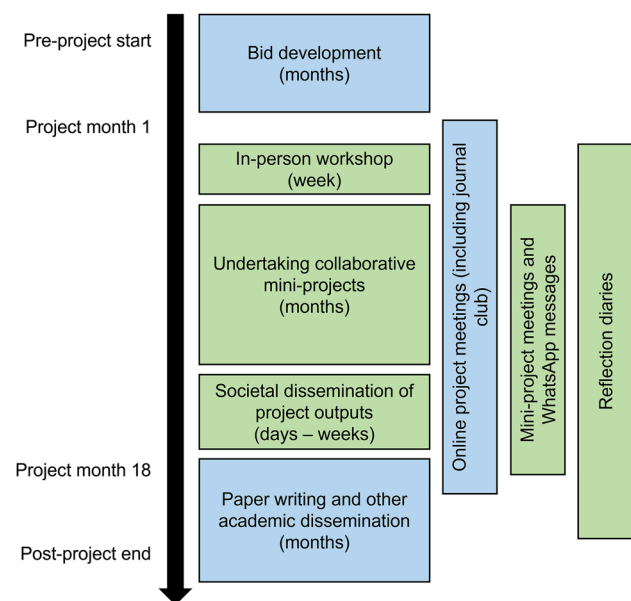 Pre-project start
Bid development
(months)
Project month 1
In-person workshop
(week)
Undertaking collaborative
mini-projects
(months)
Societal dissemination of
project outputs
(days – weeks)
Project month 18
Paper writing and other
academic dissemination
(months)
Post-project end
Online project meetings (including journal
club)
Mini-project meetings and
WhatsApp messages
Reflection diaries